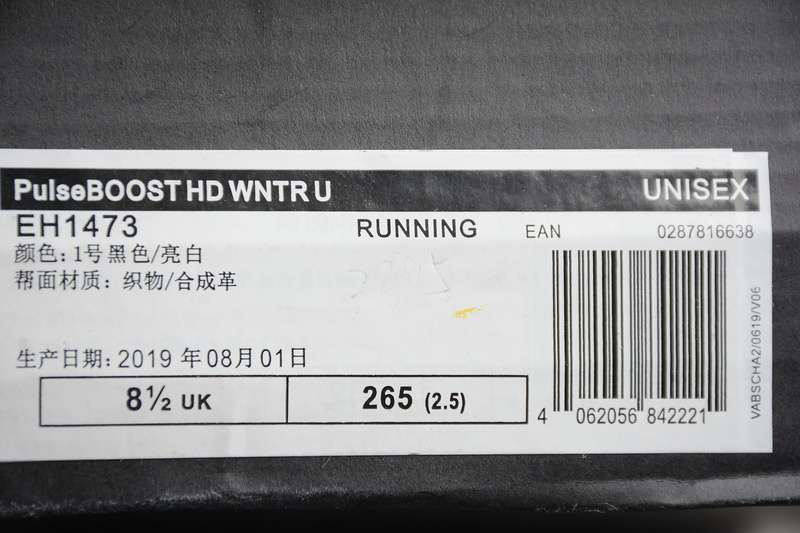 PulseBOOST HD WNTR U UNISEX
EH1473 RUNNING EAN 0287816638
颜色: 1号黑色/亮白
帮面材质: 织物/合成革
生产日期: 2019 年 08月 01日
8½ UK 265 (2.5)
4 062056 842221
VABSCHA2/0619/V06